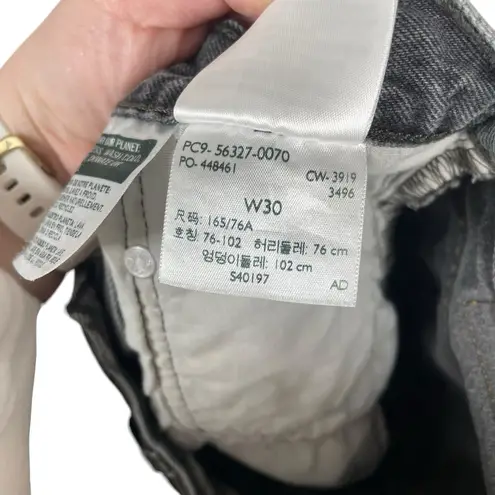 PC9- 56327-0070
PO- 448461
CW- 3919
3496
W30
尺码: 165/76A
호칭: 76-102 허리둘레: 76 cm
엉덩이둘레: 102 cm
S40197
AD